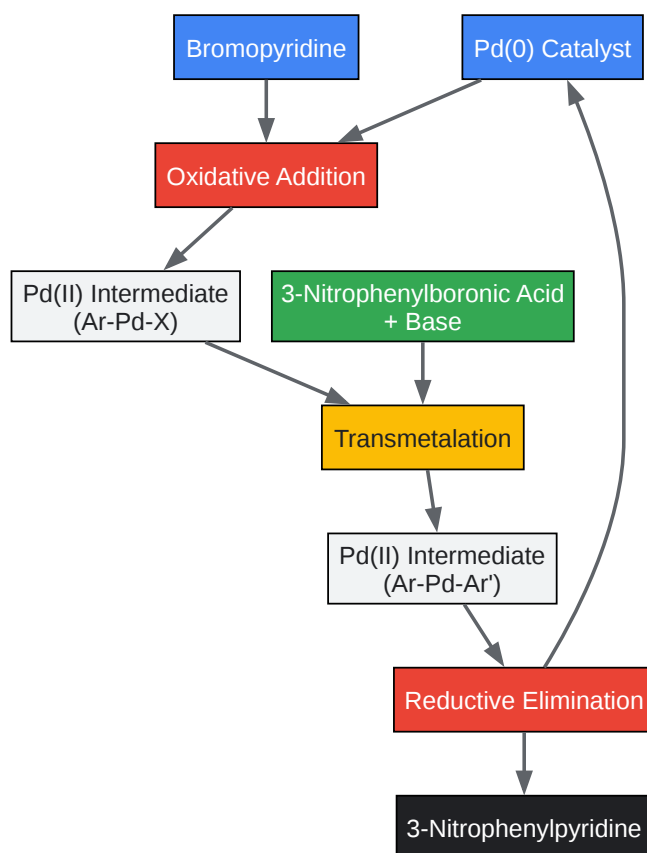 Bromopyridine
Pd(0) Catalyst
Oxidative Addition
Pd(II) Intermediate
(Ar-Pd-X)
3-Nitrophenylboronic Acid
+ Base
Transmetalation
Pd(II) Intermediate
(Ar-Pd-Ar')
Reductive Elimination
3-Nitrophenylpyridine